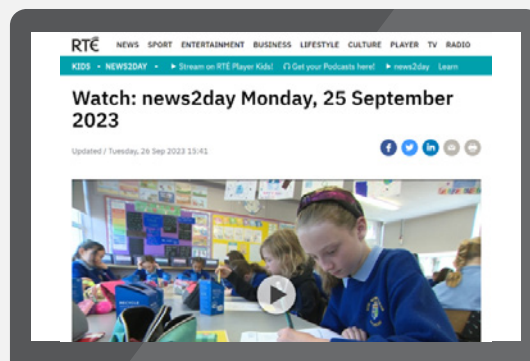 RTÉ NEWS SPORT ENTERTAINMENT BUSINESS LIFESTYLE CULTURE PLAYER TV RADIO
KIDS • NEWS2DAY • Stream on RTÉ Player Kids! Get your Podcasts here! news2day Learn
Watch: news2day Monday, 25 September
2023
Updated / Tuesday, 26 Sep 2023 15:41